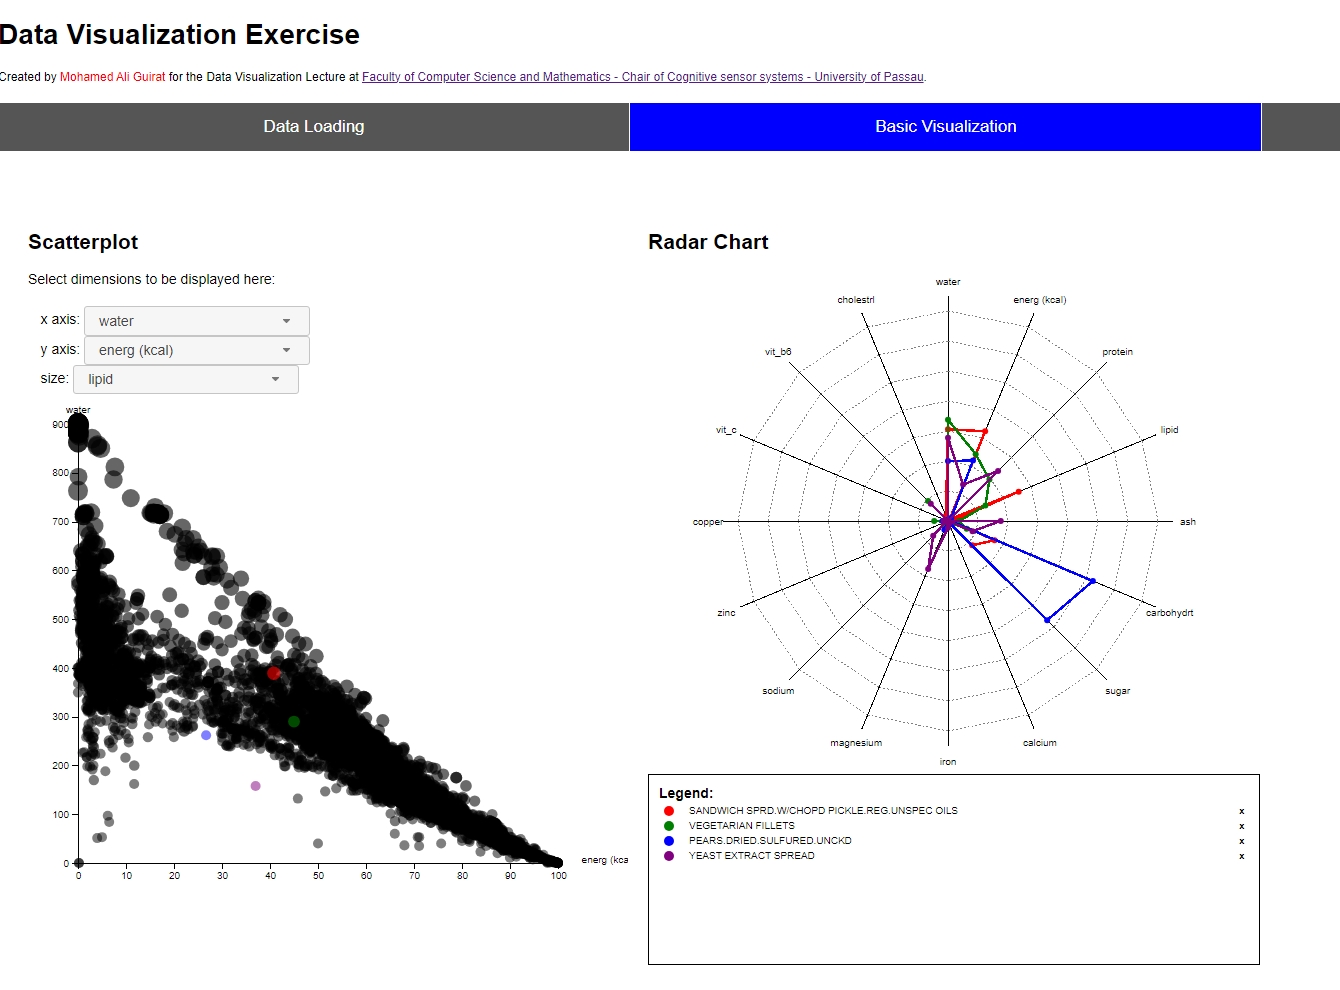 Data Visualization Exercise
Created by Mohamed Ali Guirat for the Data Visualization Lecture at Faculty of Computer Science and Mathematics - Chair of Cognitive sensor systems - University of Passau.
Data Loading
Basic Visualization
Scatterplot
Select dimensions to be displayed here:
x axis: water
y axis: energ (kcal)
size: lipid
water
900
800
700
600
500
400
300
200
100
0
0 10 20 30 40 50 60 70 80 90 100
energ (kca
Radar Chart
water
energ (kcal)
protein
lipid
ash
carbohydrt
sugar
calcium
iron
magnesium
sodium
zinc
copper
vit_c
vit_b6
cholestrl
Legend:
SANDWICH SPRD.W/CHOPD PICKLE.REG.UNSPEC OILS x
VEGETARIAN FILLETS x
PEARS.DRIED.SULFURED.UNCKD x
YEAST EXTRACT SPREAD x